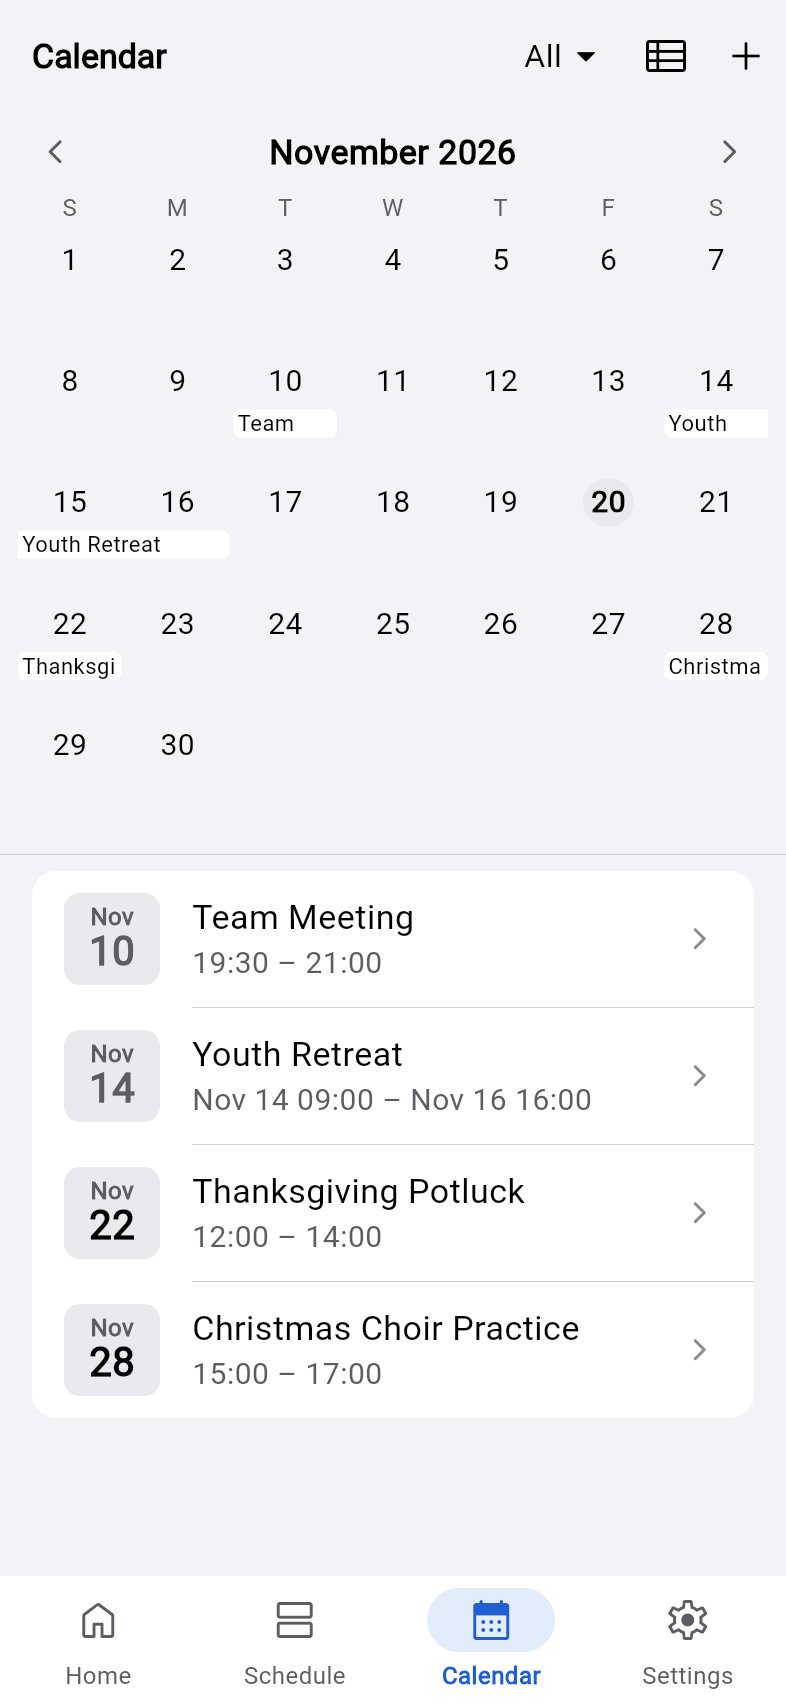 Calendar All
November 2026
S M T W T F S
1 2 3 4 5 6 7
8 9 10 11 12 13 14
Team Youth
15 16 17 18 19 20 21
Youth Retreat
22 23 24 25 26 27 28
Thanksgi Christma
29 30
Nov
10
Team Meeting
19:30 – 21:00
Nov
14
Youth Retreat
Nov 14 09:00 – Nov 16 16:00
Nov
22
Thanksgiving Potluck
12:00 – 14:00
Nov
28
Christmas Choir Practice
15:00 – 17:00
Home Schedule Calendar Settings